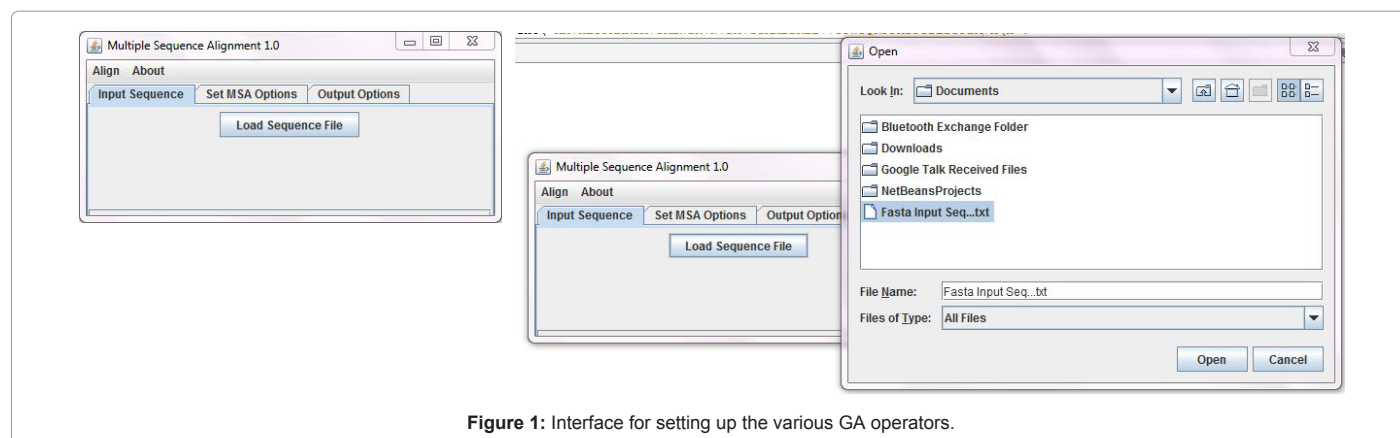 Multiple Sequence Alignment 1.0
Align About
Input Sequence Set MSA Options Output Options
Load Sequence File
Multiple Sequence Alignment 1.0
Align About
Input Sequence Set MSA Options Output Option
Load Sequence File
Open
Look In: Documents
Bluetooth Exchange Folder
Downloads
Google Talk Received Files
NetBeansProjects
Fasta Input Seq...txt
File Name: Fasta Input Seq...txt
Files of Type: All Files
Open Cancel
Figure 1: Interface for setting up the various GA operators.